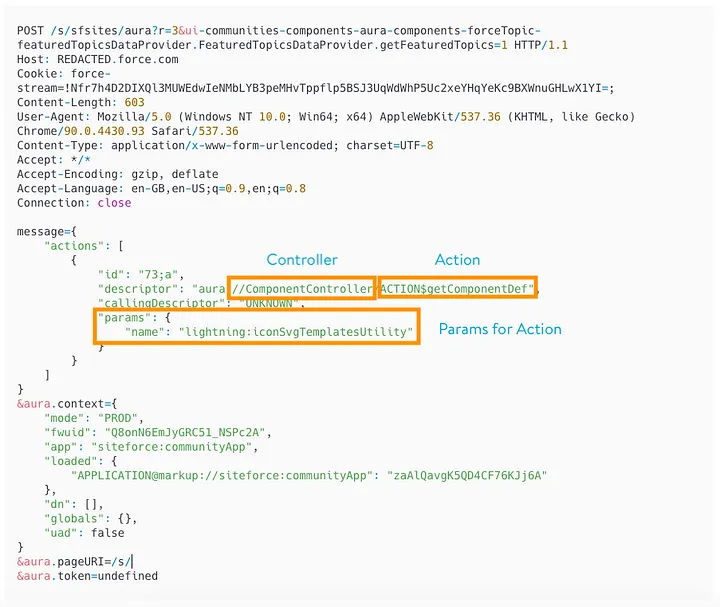 POST /s/sfsites/aura?r=3&ui-communities-components-aura-components-forceTopic-
featuredTopicsDataProvider.FeaturedTopicsDataProvider.getFeaturedTopics=1 HTTP/1.1
Host: REDACTED.force.com
Cookie: force-
stream=!Nfr7h4D2DIXQl3MUWEdwIeNMbLYB3peMHvTppflp5BSJ3UqWdWhP5Uc2xeYHqYeKc9BXWnuGHLwX1YI=;
Content-Length: 603
User-Agent: Mozilla/5.0 (Windows NT 10.0; Win64; x64) AppleWebKit/537.36 (KHTML, like Gecko)
Chrome/90.0.4430.93 Safari/537.36
Content-Type: application/x-www-form-urlencoded; charset=UTF-8
Accept: */*
Accept-Encoding: gzip, deflate
Accept-Language: en-GB,en-US;q=0.9,en;q=0.8
Connection: close
message={
"actions": [
Controller Action
{
"id": "73;a",
"descriptor": "aura://ComponentController/ACTION$getComponentDef",
"callingDescriptor": "UNKNOWN",
"params": {
"name": "lightning:iconSvgTemplatesUtility" Params for Action
}
}
]
}
&aura.context={
"mode": "PROD",
"fwuid": "Q8onN6EmJyGRC51_NSPc2A",
"app": "siteforce:communityApp",
"loaded": {
"APPLICATION@markup://siteforce:communityApp": "zaAlQavgK5QD4CF76KJj6A"
},
"dn": [],
"globals": {},
"uad": false
}
&aura.pageURI=/s/
&aura.token=undefined